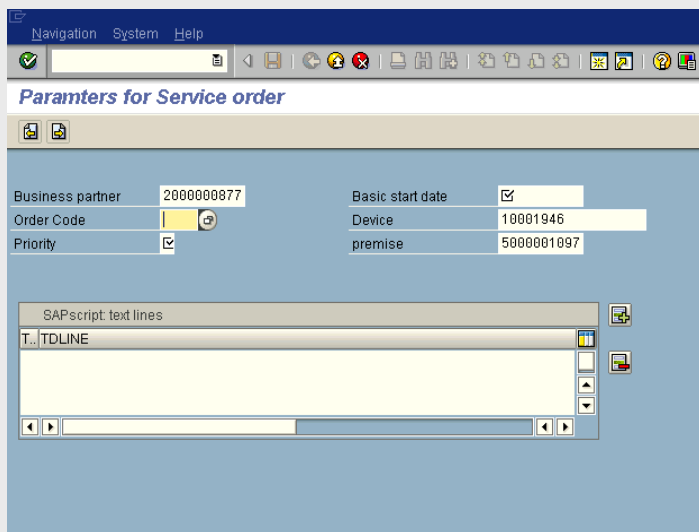 Navigation System Help
Paramters for Service order
Business partner 2000000877 Basic start date
Order Code Device 10001946
Priority premise 5000001097
SAPscript: text lines
T.. TDLINE